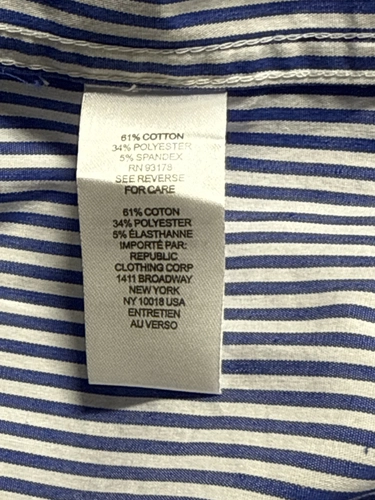 61% COTTON
34% POLYESTER
5% SPANDEX
RN 93178
SEE REVERSE
FOR CARE
61% COTON
34% POLYESTER
5% ÉLASTHANNE
IMPORTÉ PAR:
REPUBLIC
CLOTHING CORP
1411 BROADWAY
NEW YORK
NY 10018 USA
ENTRETIEN
AU VERSO